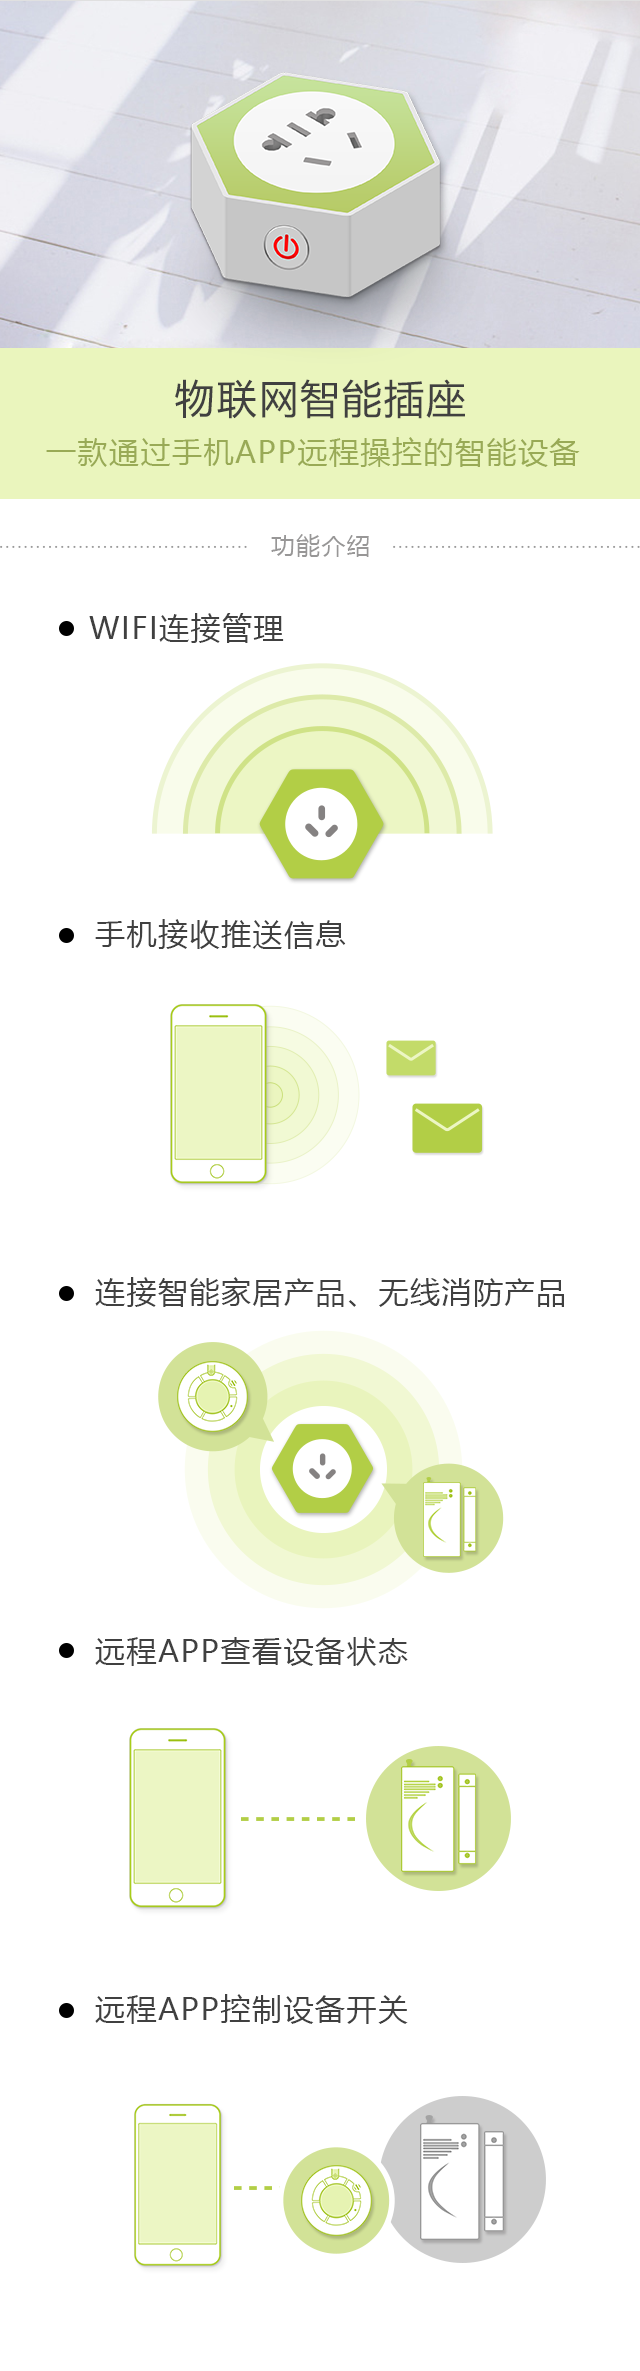 物联网智能插座
一款通过手机APP远程操控的智能设备
功能介绍
WIFI连接管理
手机接收推送信息
连接智能家居产品、无线消防产品
远程APP查看设备状态
远程APP控制设备开关